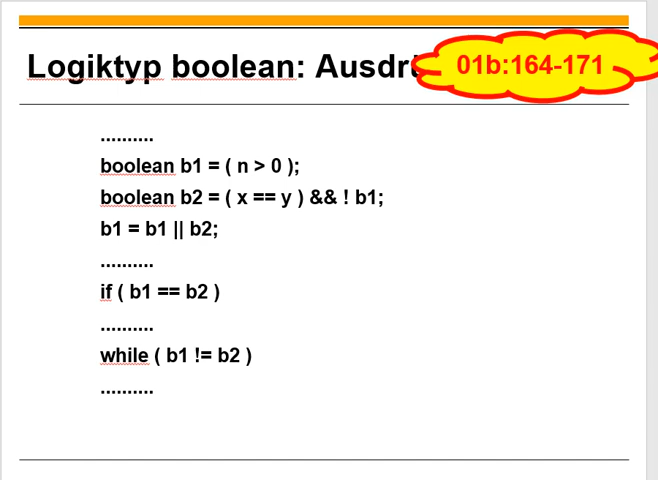 Logiktyp boolean: Ausdr
01b:164-171
..........
boolean b1 = ( n > 0 );
boolean b2 = ( x == y ) && ! b1;
b1 = b1 || b2;
..........
if ( b1 == b2 )
..........
while ( b1 != b2 )
..........